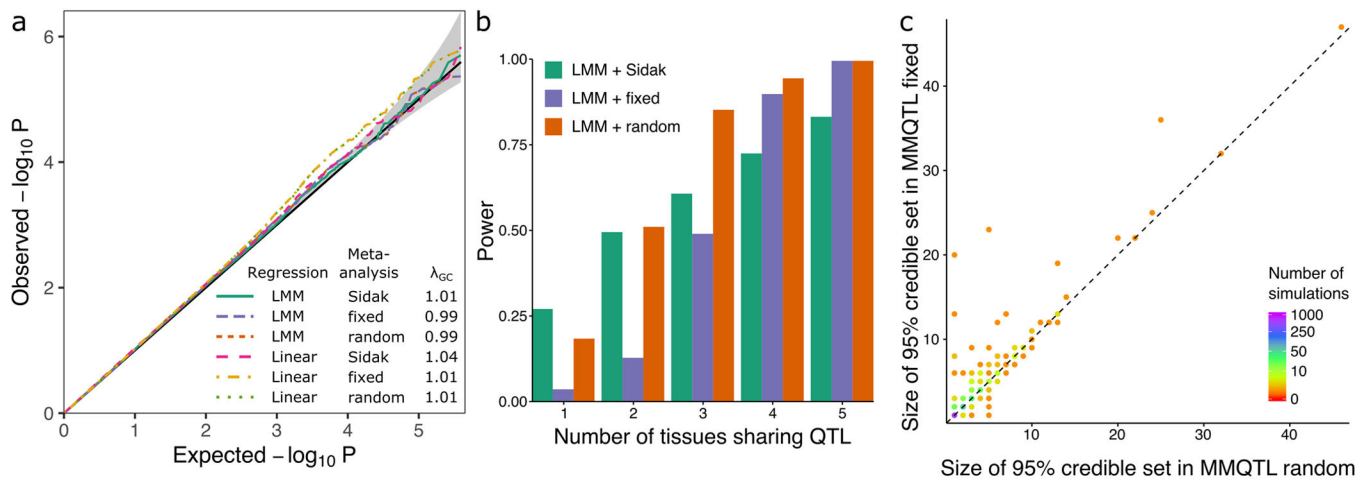 a
Observed −log10 P
6
4
2
0
0 1 2 3 4 5
Expected −log10 P
Regression Meta-analysis λGC
LMM Sidak 1.01
LMM fixed 0.99
LMM random 0.99
Linear Sidak 1.04
Linear fixed 1.01
Linear random 1.01
b
Power
1.00
0.75
0.50
0.25
0.00
LMM + Sidak
LMM + fixed
LMM + random
1 2 3 4 5
Number of tissues sharing QTL
c
Size of 95% credible set in MMQTL fixed
40
30
20
10
10 20 30 40
Size of 95% credible set in MMQTL random
Number of
simulations
1000
250
50
10
0